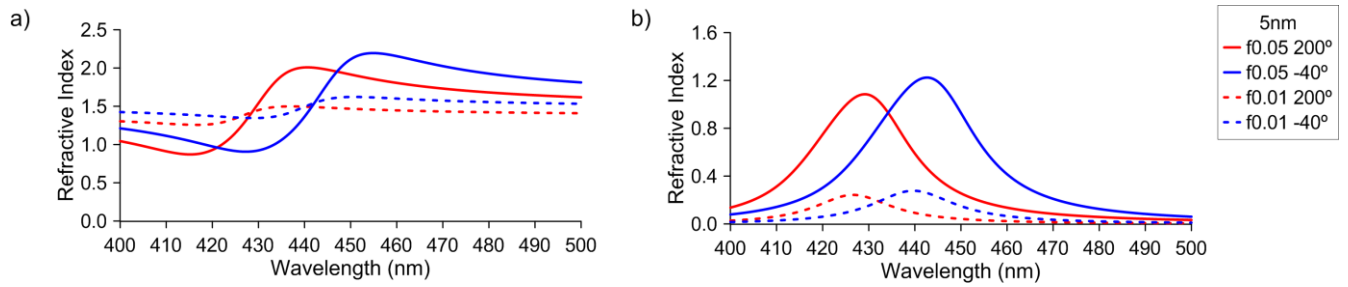 a)
Refractive Index
2.5
2.0
1.5
1.0
0.5
0.0
400 410 420 430 440 450 460 470 480 490 500
Wavelength (nm)
b)
Refractive Index
1.6
1.2
0.8
0.4
0.0
400 410 420 430 440 450 460 470 480 490 500
Wavelength (nm)
5nm
f0.05 200º
f0.05 -40º
f0.01 200º
f0.01 -40º